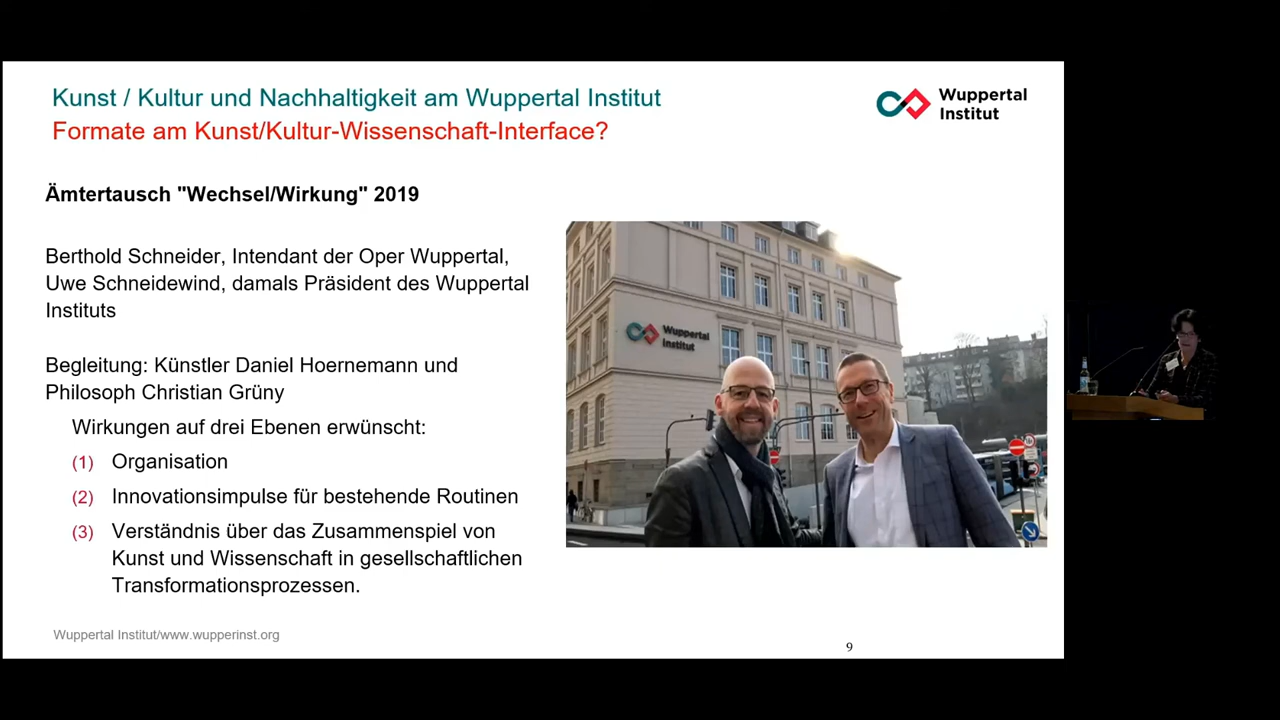 Kunst / Kultur und Nachhaltigkeit am Wuppertal Institut
Formate am Kunst/Kultur-Wissenschaft-Interface?
Wuppertal
Institut
Ämtertausch "Wechsel/Wirkung" 2019
Berthold Schneider, Intendant der Oper Wuppertal,
Uwe Schneidewind, damals Präsident des Wuppertal
Instituts
Begleitung: Künstler Daniel Hoernemann und
Philosoph Christian Grüny
Wirkungen auf drei Ebenen erwünscht:
(1) Organisation
(2) Innovationsimpulse für bestehende Routinen
(3) Verständnis über das Zusammenspiel von
Kunst und Wissenschaft in gesellschaftlichen
Transformationsprozessen.
Wuppertal
Institut
Wuppertal Institut/www.wupperinst.org
9